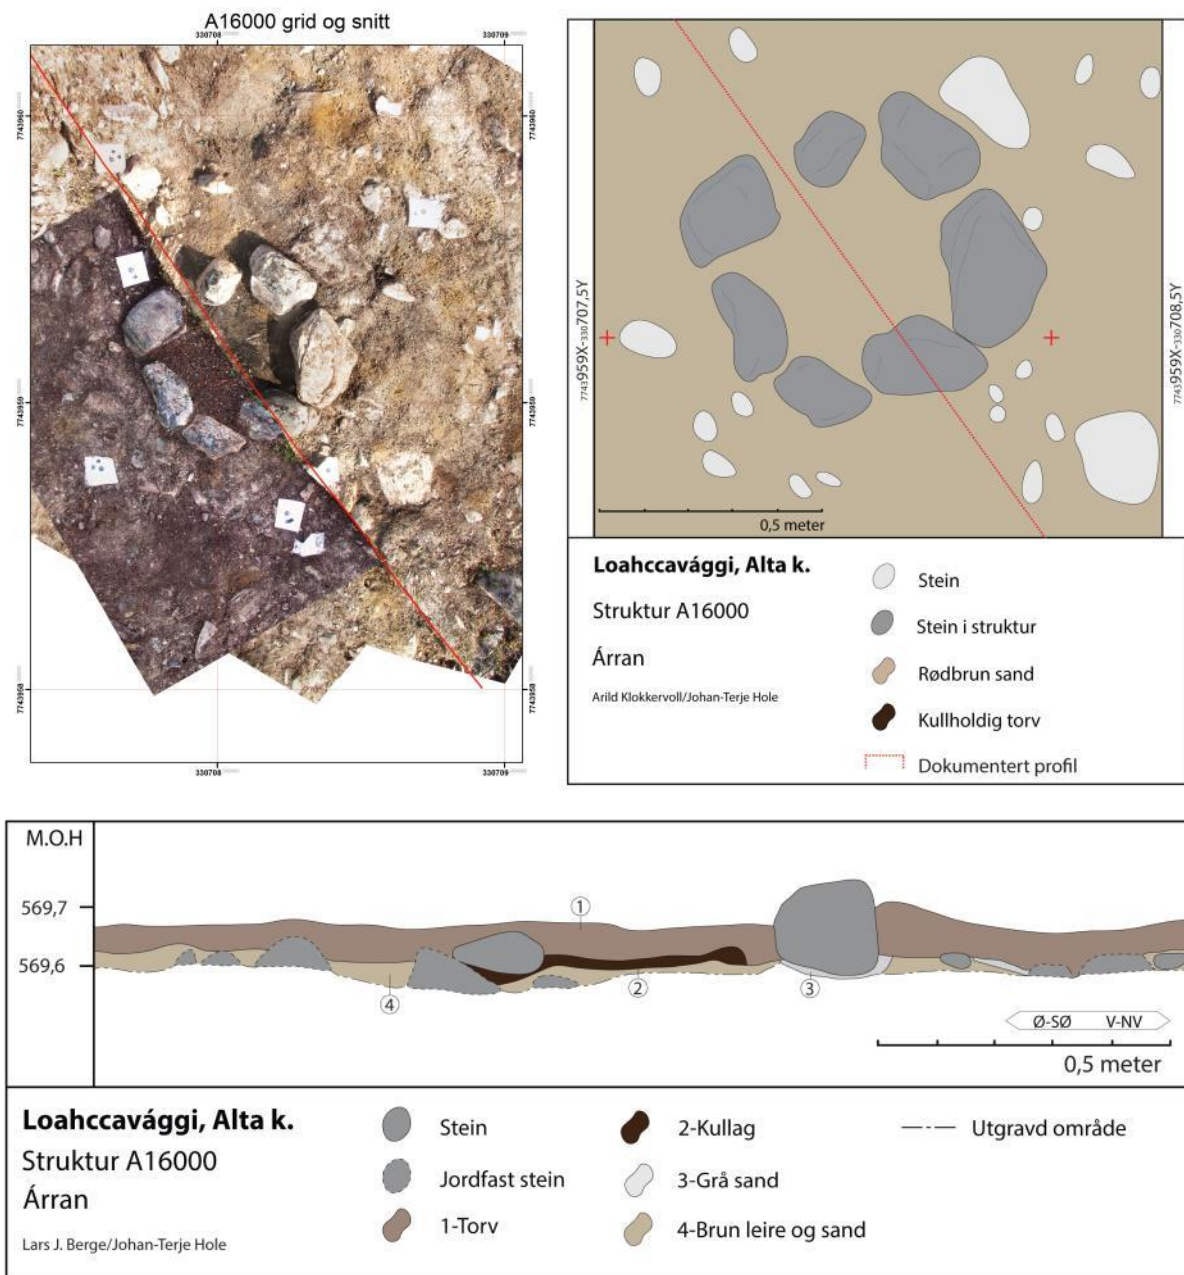 A16000 grid og snitt
330708
330709
7743960
7743960
7743959
7743959
7743958
7743958
330708
330709
7743959X-330707,5Y
7743959X-330708,5Y
0,5 meter
Loahccavággi, Alta k.
Struktur A16000
Árran
Arild Klokkervoll/Johan-Terje Hole
Stein
Stein i struktur
Rødbrun sand
Kullholdig torv
Dokumentert profil
M.O.H
569,7
569,6
1
2
3
4
Ø-SØ V-NV
0,5 meter
Loahccavággi, Alta k.
Struktur A16000
Árran
Lars J. Berge/Johan-Terje Hole
Stein
Jordfast stein
1-Torv
2-Kullag
3-Grå sand
4-Brun leire og sand
Utgravd område